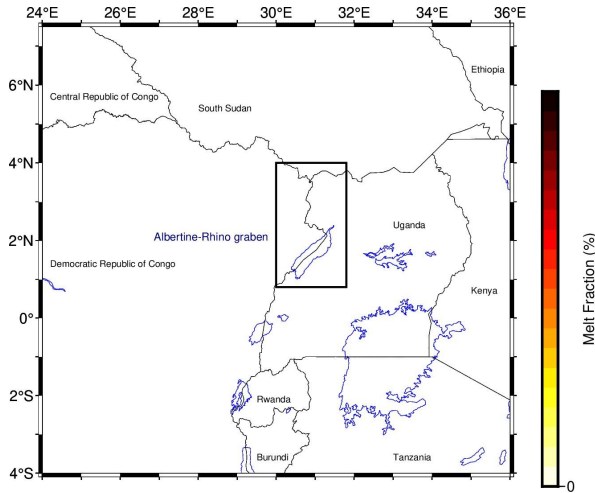 24°E 26° 28° 30° 32° 34° 36°E
Ethiopia
6°N
Central Republic of Congo
South Sudan
4°N
Albertine-Rhino graben
Uganda
2°N
Democratic Republic of Congo
Kenya
0°
2°S
Rwanda
Burundi
Tanzania
4°S
Melt Fraction (%)
0